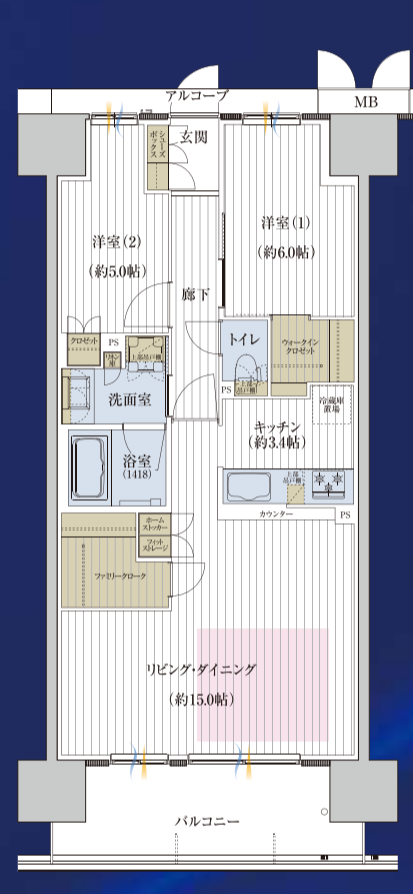 アルコーブ
MB
シューズ
ボックス
玄関
洋室(1)
(約6.0帖)
洋室(2)
(約5.0帖)
廊下
トイレ
クロゼット
PS
リネン庫
上部吊戸棚
ウォークイン
クロゼット
洗面室
PS
上部
吊戸棚
冷蔵庫
置場
キッチン
(約3.4帖)
浴室
(1418)
上部
吊戸棚
カウンター
PS
ホーム
ストッカー
フィット
ストレージ
ファミリークローク
リビング・ダイニング
(約15.0帖)
バルコニー